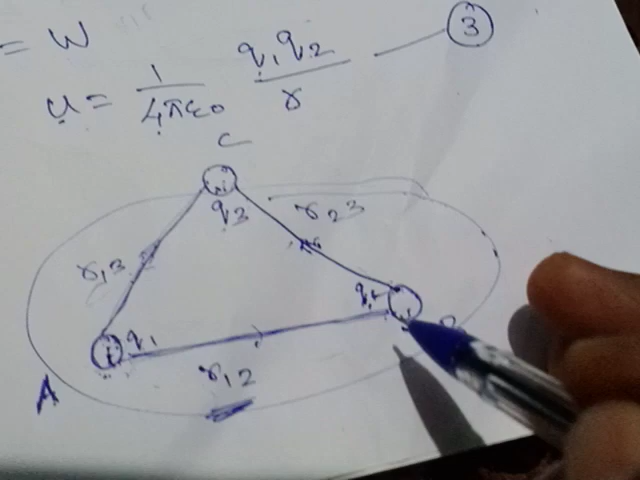 = W
u = 1/4πε0 q1q2/r — 3
C
q3
r23
r13
q2
q1
B
r12
A